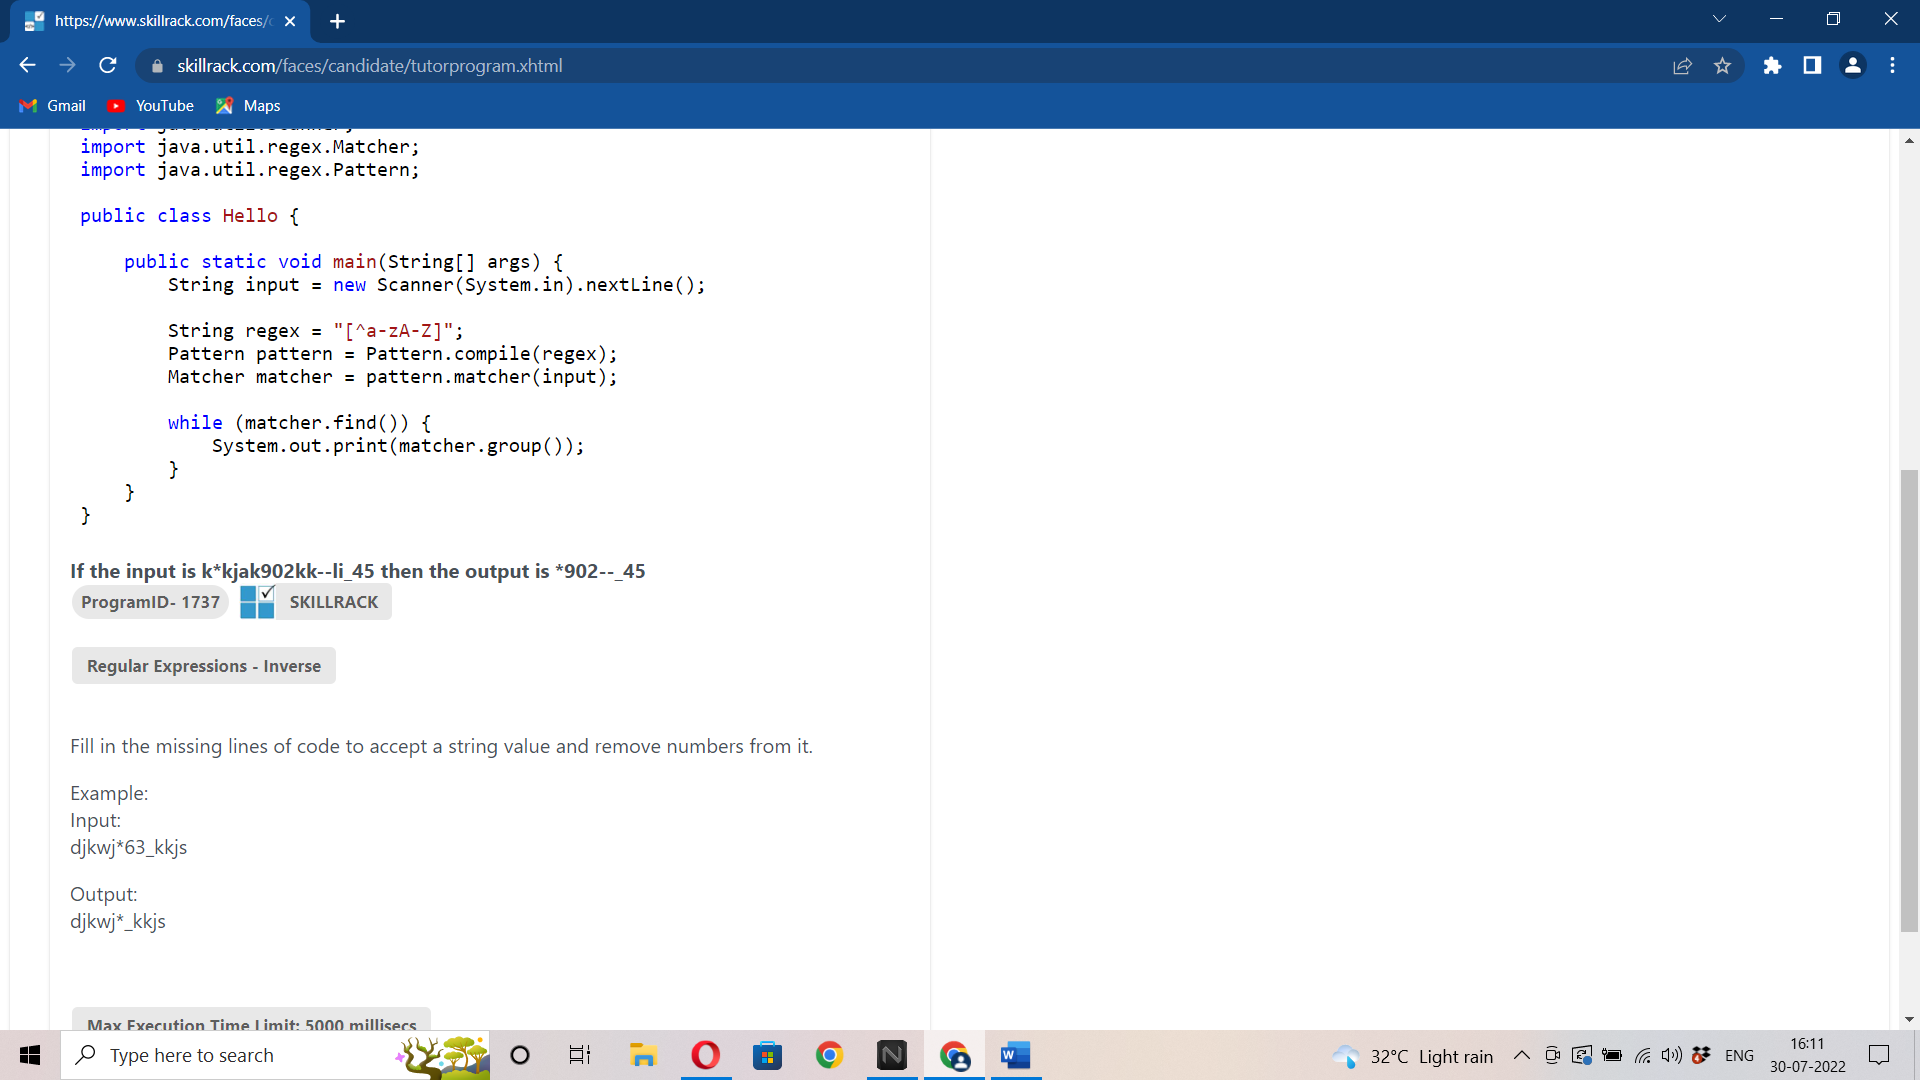 https://www.skillrack.com/faces/
skillrack.com/faces/candidate/tutorprogram.xhtml
Gmail YouTube Maps
import java.util.Scanner;
import java.util.regex.Matcher;
import java.util.regex.Pattern;
public class Hello {
public static void main(String[] args) {
String input = new Scanner(System.in).nextLine();
String regex = "[^a-zA-Z]";
Pattern pattern = Pattern.compile(regex);
Matcher matcher = pattern.matcher(input);
while (matcher.find()) {
System.out.print(matcher.group());
}
}
}
If the input is k*kjak902kk--li_45 then the output is *902--_45
ProgramID- 1737 SKILLRACK
Regular Expressions - Inverse
Fill in the missing lines of code to accept a string value and remove numbers from it.
Example:
Input:
djkwj*63_kkjs
Output:
djkwj*_kkjs
Max Execution Time Limit: 5000 millisecs
Type here to search
32°C Light rain
ENG
16:11
30-07-2022